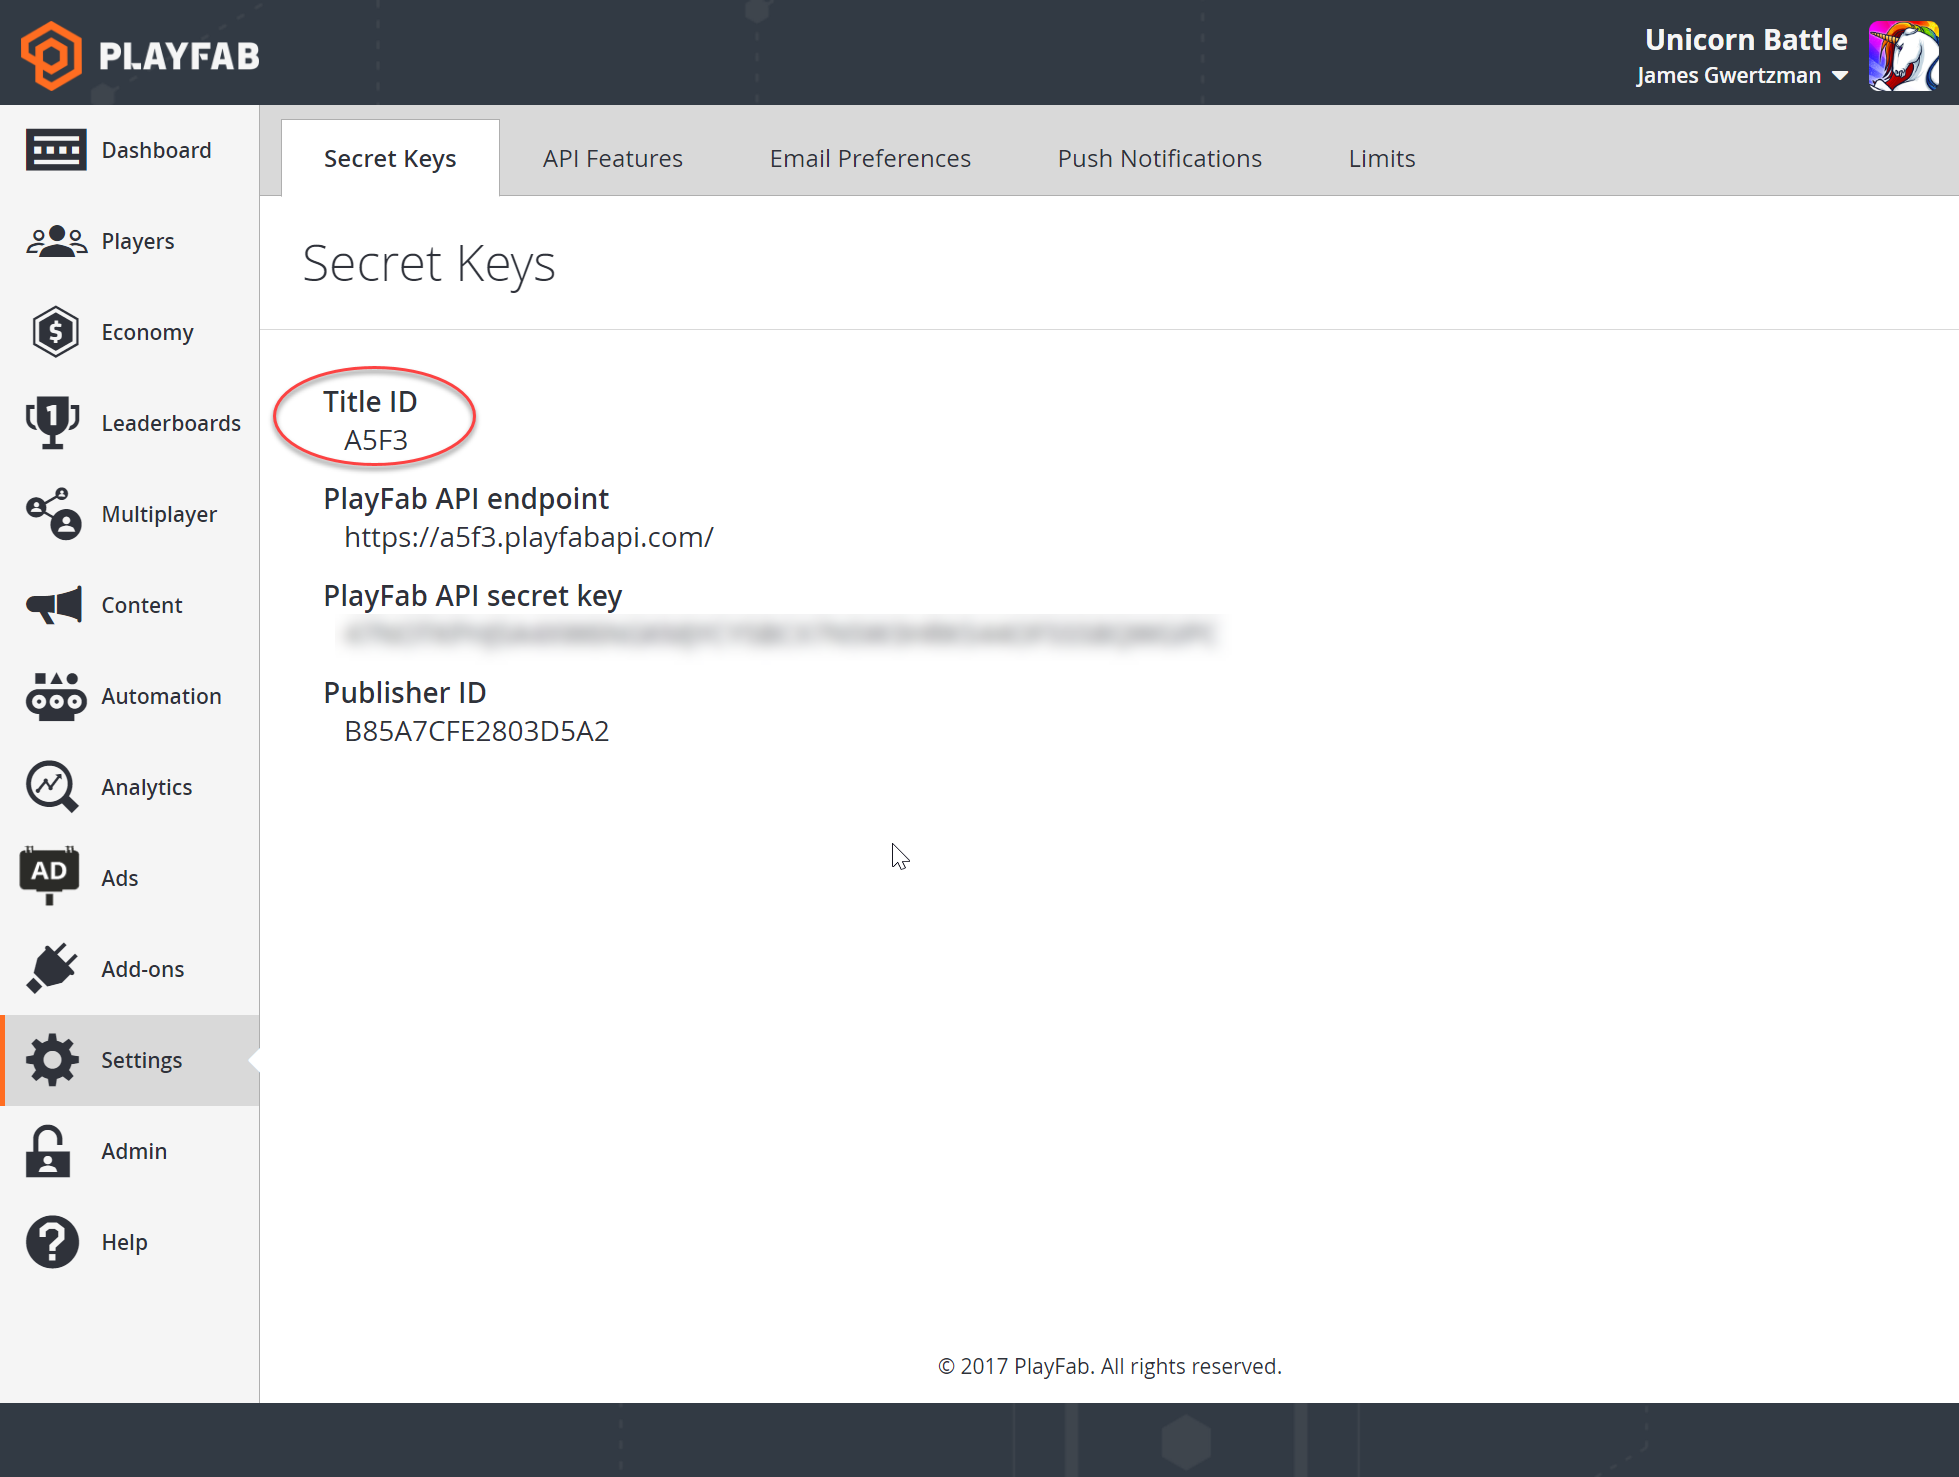 PLAYFAB
Unicorn Battle
James Gwertzman
Dashboard
Players
Economy
Leaderboards
Multiplayer
Content
Automation
Analytics
AD
Ads
Add-ons
Settings
Admin
Help
Secret Keys
API Features
Email Preferences
Push Notifications
Limits
Secret Keys
Title ID
A5F3
PlayFab API endpoint
https://a5f3.playfabapi.com/
PlayFab API secret key
Publisher ID
B85A7CFE2803D5A2
© 2017 PlayFab. All rights reserved.